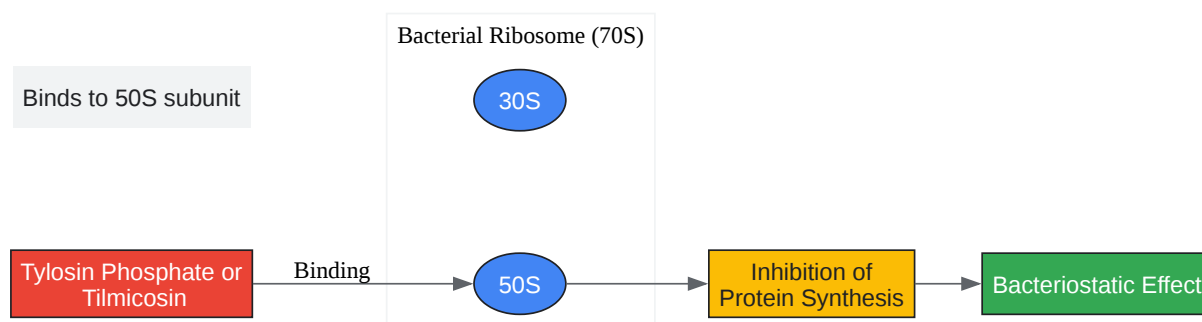 Bacterial Ribosome (70S)
Binds to 50S subunit
30S
Tylosin Phosphate or
Tilmicosin
Binding
50S
Inhibition of
Protein Synthesis
Bacteriostatic Effect